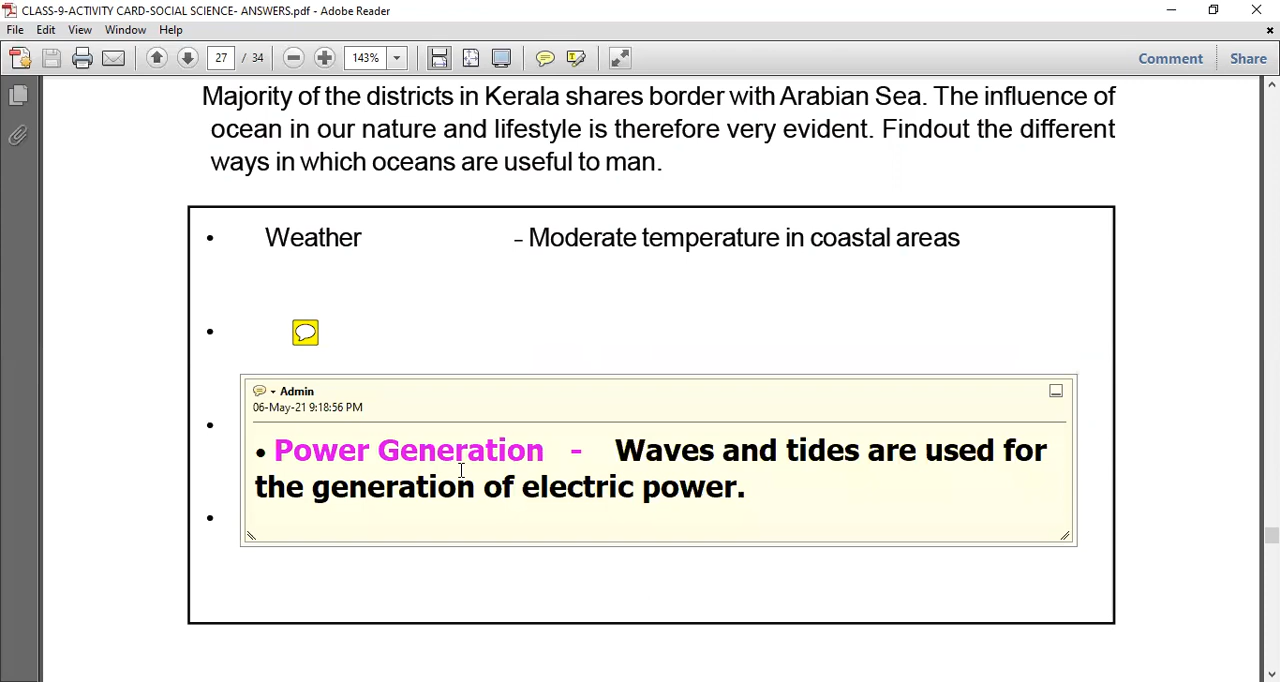 CLASS-9-ACTIVITY CARD-SOCIAL SCIENCE- ANSWERS.pdf - Adobe Reader
File Edit View Window Help
27 / 34 143% Comment Share
Majority of the districts in Kerala shares border with Arabian Sea. The influence of
ocean in our nature and lifestyle is therefore very evident. Findout the different
ways in which oceans are useful to man.
• Weather – Moderate temperature in coastal areas
•
Admin
06-May-21 9:18:56 PM
•
• Power Generation - Waves and tides are used for
the generation of electric power.
•